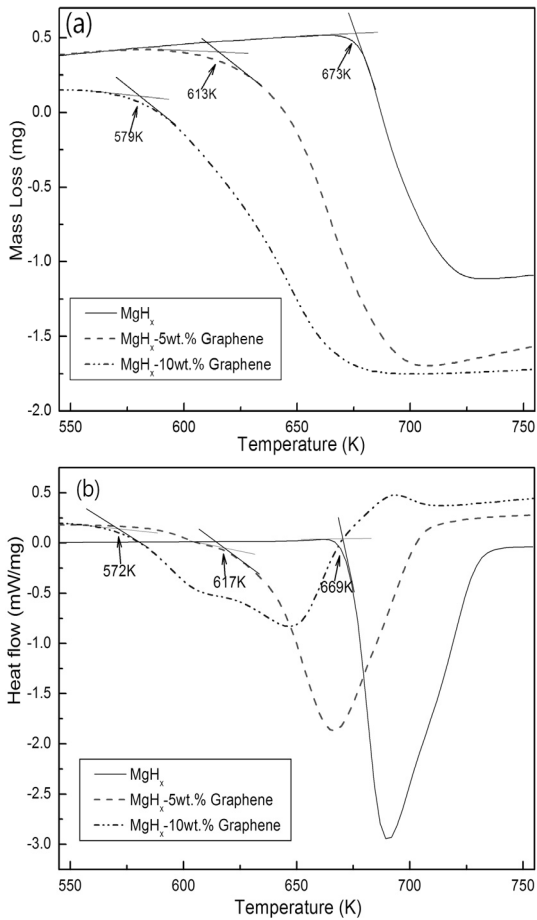 (a)
0.5
0.0
-0.5
-1.0
-1.5
-2.0
Mass Loss (mg)
673K
613K
579K
MgHx
MgHx-5wt.% Graphene
MgHx-10wt.% Graphene
550 600 650 700 750
Temperature (K)
(b)
0.5
0.0
-0.5
-1.0
-1.5
-2.0
-2.5
-3.0
Heat flow (mW/mg)
572K
617K
669K
MgHx
MgHx-5wt.% Graphene
MgHx-10wt.% Graphene
550 600 650 700 750
Temperature (K)